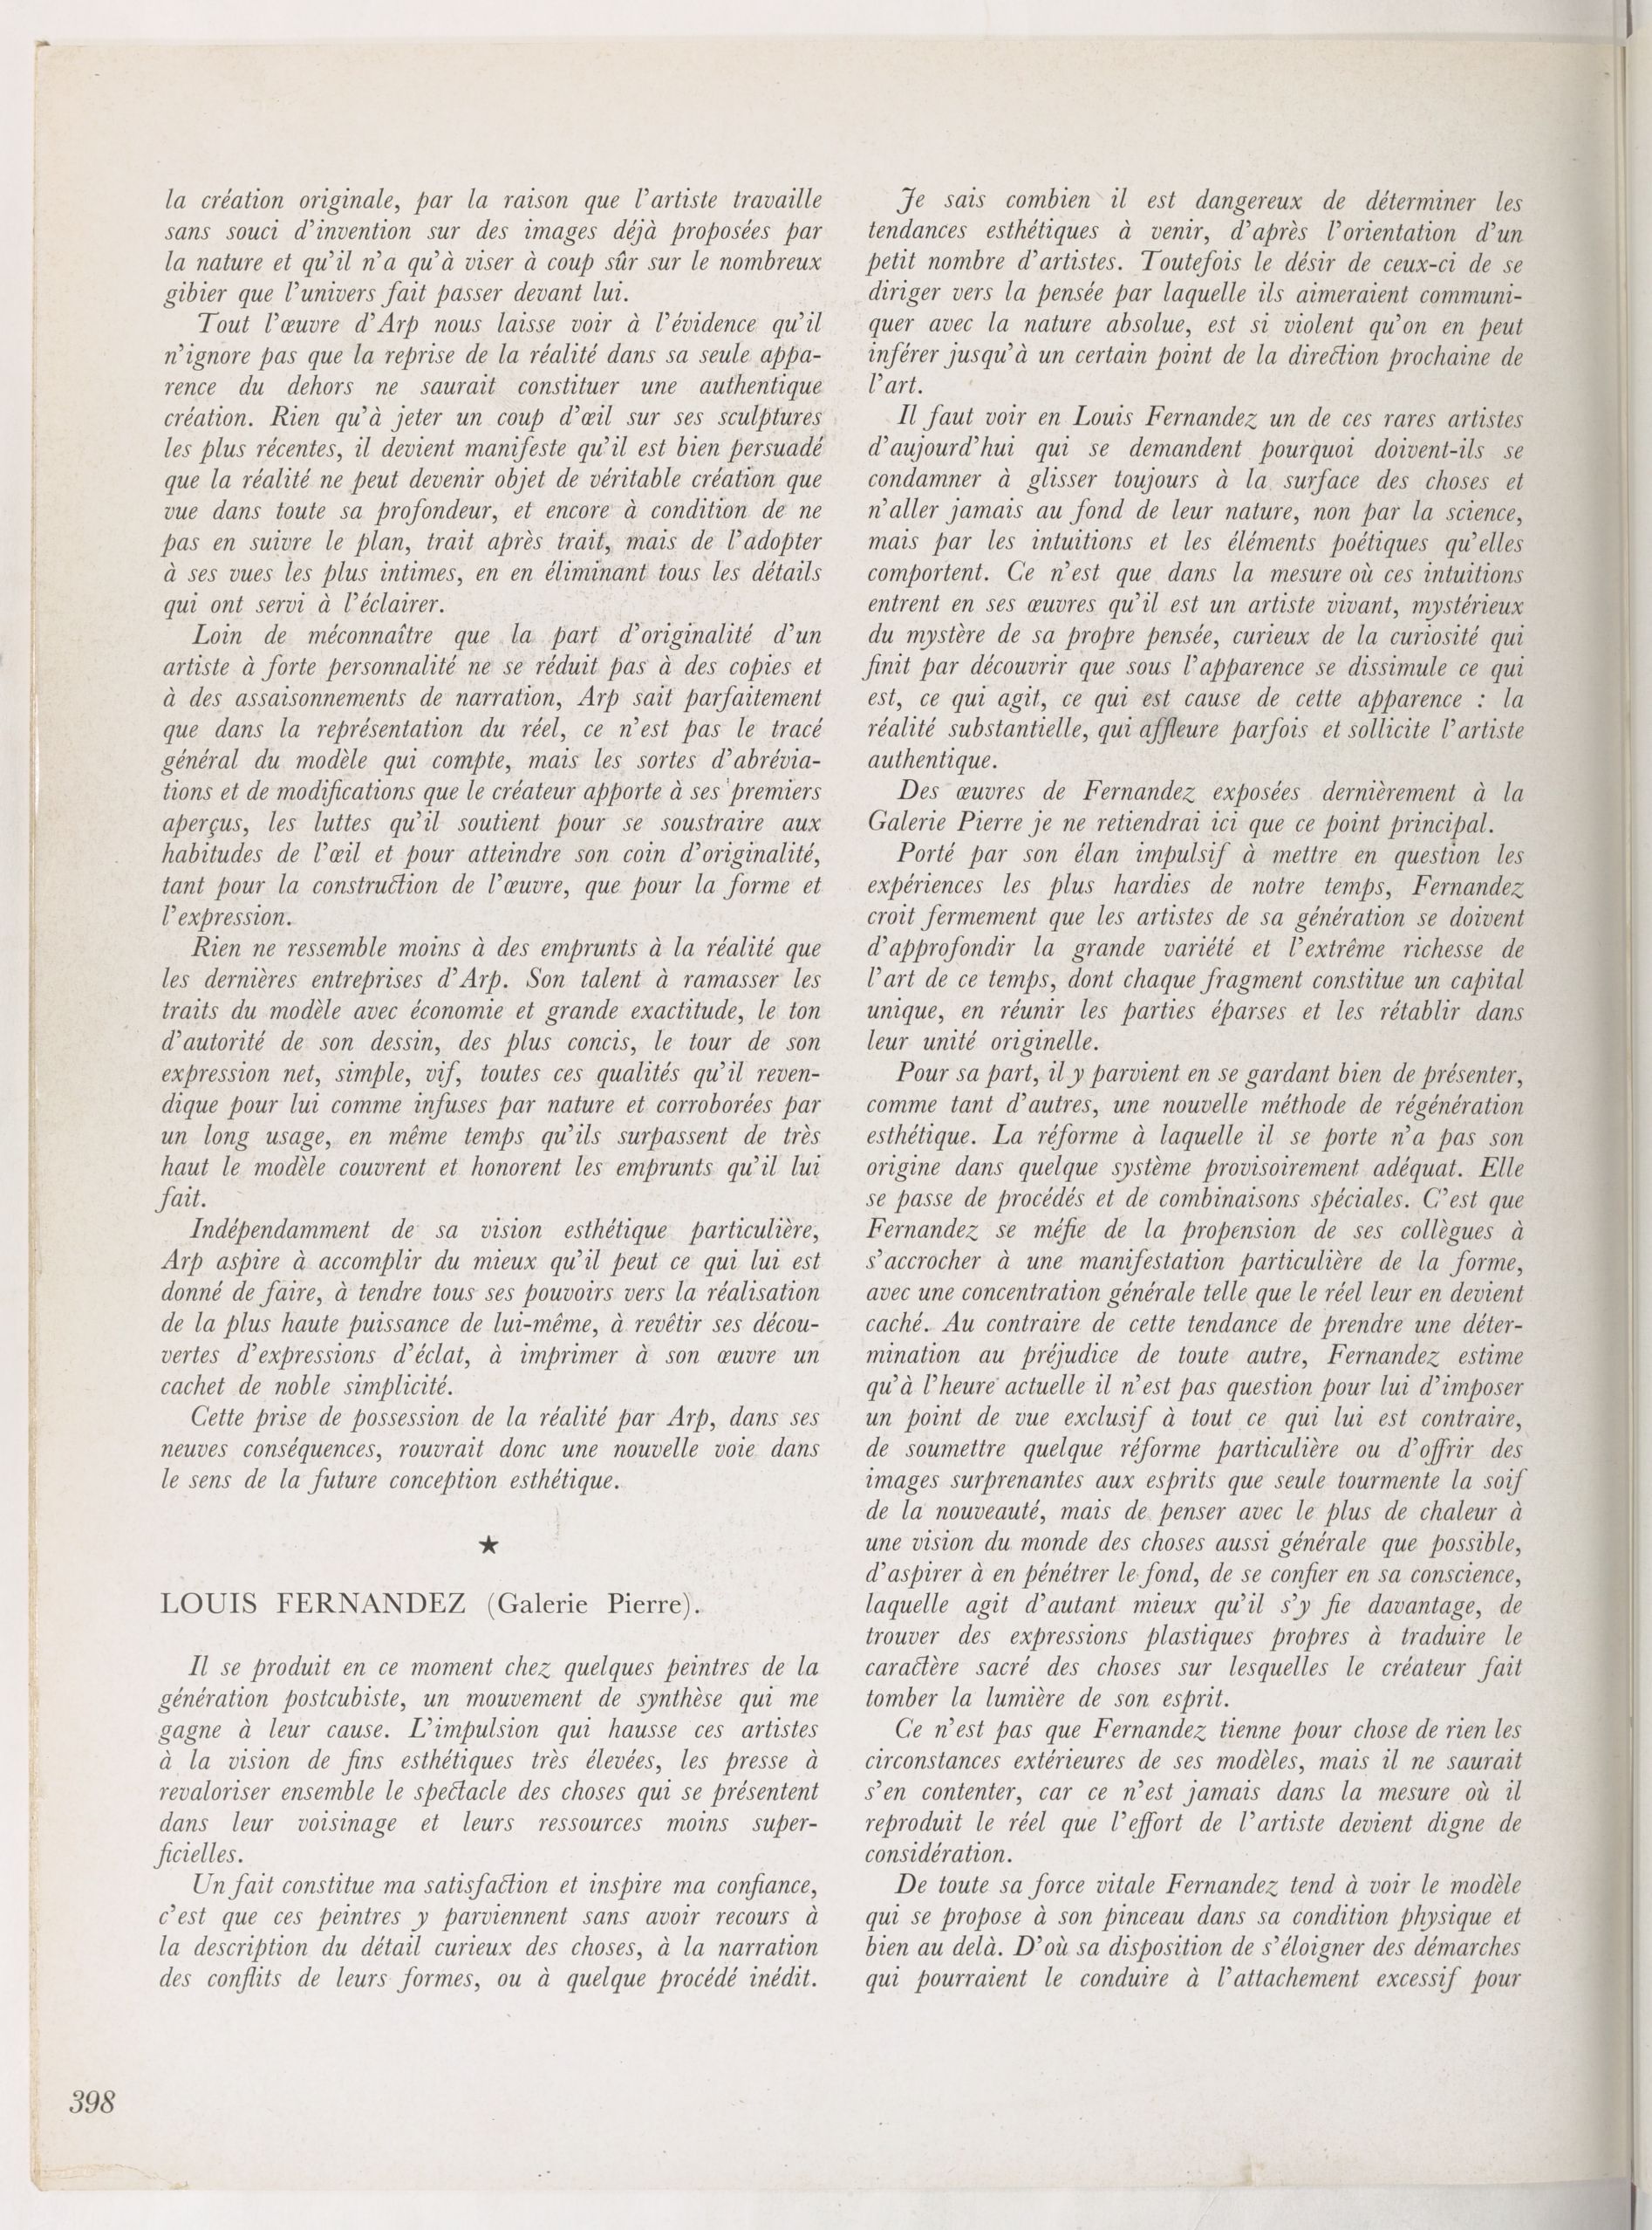 la création originale, par la raison que l'artiste travaille
sans souci d'invention sur des images déjà proposées par
la nature et qu'il n'a qu'à viser à coup sûr sur le nombreux
gibier que l'univers fait passer devant lui.
Tout l'œuvre d'Arp nous laisse voir à l'évidence qu'il
n'ignore pas que la reprise de la réalité dans sa seule appa-
rence du dehors ne saurait constituer une authentique
création. Rien qu'à jeter un coup d'œil sur ses sculptures
les plus récentes, il devient manifeste qu'il est bien persuadé
que la réalité ne peut devenir objet de véritable création que
vue dans toute sa profondeur, et encore à condition de ne
pas en suivre le plan, trait après trait, mais de l'adopter
à ses vues les plus intimes, en en éliminant tous les détails
qui ont servi à l'éclairer.
Loin de méconnaître que la part d'originalité d'un
artiste à forte personnalité ne se réduit pas à des copies et
à des assaisonnements de narration, Arp sait parfaitement
que dans la représentation du réel, ce n'est pas le tracé
général du modèle qui compte, mais les sortes d'abrévia-
tions et de modifications que le créateur apporte à ses premiers
aperçus, les luttes qu'il soutient pour se soustraire aux
habitudes de l'œil et pour atteindre son coin d'originalité,
tant pour la construction de l'œuvre, que pour la forme et
l'expression.
Rien ne ressemble moins à des emprunts à la réalité que
les dernières entreprises d'Arp. Son talent à ramasser les
traits du modèle avec économie et grande exactitude, le ton
d'autorité de son dessin, des plus concis, le tour de son
expression net, simple, vif, toutes ces qualités qu'il reven-
dique pour lui comme infuses par nature et corroborées par
un long usage, en même temps qu'ils surpassent de très
haut le modèle couvrent et honorent les emprunts qu'il lui
fait.
Indépendamment de sa vision esthétique particulière,
Arp aspire à accomplir du mieux qu'il peut ce qui lui est
donné de faire, à tendre tous ses pouvoirs vers la réalisation
de la plus haute puissance de lui-même, à revêtir ses décou-
vertes d'expressions d'éclat, à imprimer à son œuvre un
cachet de noble simplicité.
Cette prise de possession de la réalité par Arp, dans ses
neuves conséquences, rouvrait donc une nouvelle voie dans
le sens de la future conception esthétique.
★
LOUIS FERNANDEZ (Galerie Pierre).
Il se produit en ce moment chez quelques peintres de la
génération postcubiste, un mouvement de synthèse qui me
gagne à leur cause. L'impulsion qui hausse ces artistes
à la vision de fins esthétiques très élevées, les presse à
revaloriser ensemble le spectacle des choses qui se présentent
dans leur voisinage et leurs ressources moins super-
ficielles.
Un fait constitue ma satisfaction et inspire ma confiance,
c'est que ces peintres y parviennent sans avoir recours à
la description du détail curieux des choses, à la narration
des conflits de leurs formes, ou à quelque procédé inédit.
Je sais combien il est dangereux de déterminer les
tendances esthétiques à venir, d'après l'orientation d'un
petit nombre d'artistes. Toutefois le désir de ceux-ci de se
diriger vers la pensée par laquelle ils aimeraient communi-
quer avec la nature absolue, est si violent qu'on en peut
inférer jusqu'à un certain point de la direction prochaine de
l'art.
Il faut voir en Louis Fernandez un de ces rares artistes
d'aujourd'hui qui se demandent pourquoi doivent-ils se
condamner à glisser toujours à la surface des choses et
n'aller jamais au fond de leur nature, non par la science,
mais par les intuitions et les éléments poétiques qu'elles
comportent. Ce n'est que dans la mesure où ces intuitions
entrent en ses œuvres qu'il est un artiste vivant, mystérieux
du mystère de sa propre pensée, curieux de la curiosité qui
finit par découvrir que sous l'apparence se dissimule ce qui
est, ce qui agit, ce qui est cause de cette apparence : la
réalité substantielle, qui affleure parfois et sollicite l'artiste
authentique.
Des œuvres de Fernandez exposées dernièrement à la
Galerie Pierre je ne retiendrai ici que ce point principal.
Porté par son élan impulsif à mettre en question les
expériences les plus hardies de notre temps, Fernandez
croit fermement que les artistes de sa génération se doivent
d'approfondir la grande variété et l'extrême richesse de
l'art de ce temps, dont chaque fragment constitue un capital
unique, en réunir les parties éparses et les rétablir dans
leur unité originelle.
Pour sa part, il y parvient en se gardant bien de présenter,
comme tant d'autres, une nouvelle méthode de régénération
esthétique. La réforme à laquelle il se porte n'a pas son
origine dans quelque système provisoirement adéquat. Elle
se passe de procédés et de combinaisons spéciales. C'est que
Fernandez se méfie de la propension de ses collègues à
s'accrocher à une manifestation particulière de la forme,
avec une concentration générale telle que le réel leur en devient
caché. Au contraire de cette tendance de prendre une déter-
mination au préjudice de toute autre, Fernandez estime
qu'à l'heure actuelle il n'est pas question pour lui d'imposer
un point de vue exclusif à tout ce qui lui est contraire,
de soumettre quelque réforme particulière ou d'offrir des
images surprenantes aux esprits que seule tourmente la soif
de la nouveauté, mais de penser avec le plus de chaleur à
une vision du monde des choses aussi générale que possible,
d'aspirer à en pénétrer le fond, de se confier en sa conscience,
laquelle agit d'autant mieux qu'il s'y fie davantage, de
trouver des expressions plastiques propres à traduire le
caractère sacré des choses sur lesquelles le créateur fait
tomber la lumière de son esprit.
Ce n'est pas que Fernandez tienne pour chose de rien les
circonstances extérieures de ses modèles, mais il ne saurait
s'en contenter, car ce n'est jamais dans la mesure où il
reproduit le réel que l'effort de l'artiste devient digne de
considération.
De toute sa force vitale Fernandez tend à voir le modèle
qui se propose à son pinceau dans sa condition physique et
bien au delà. D'où sa disposition de s'éloigner des démarches
qui pourraient le conduire à l'attachement excessif pour
398